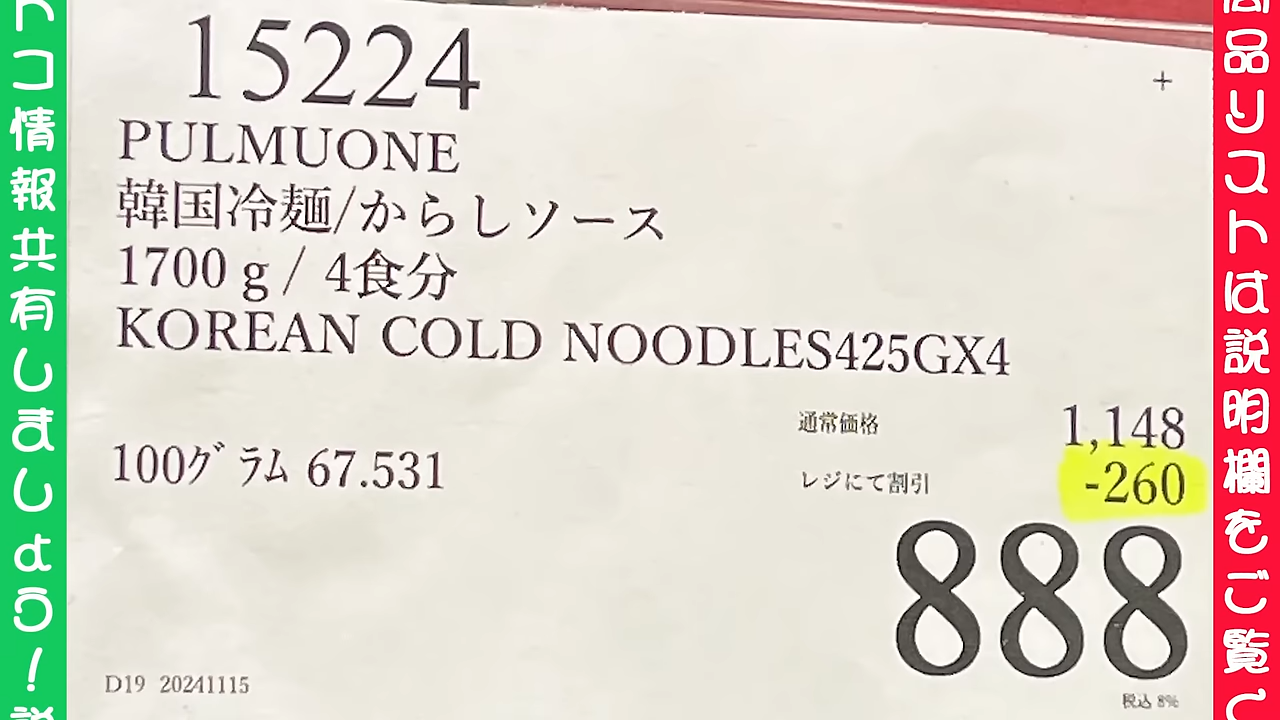 15224
+
PULMUONE
韓国冷麺/からしソース
1700g/ 4食分
KOREAN COLD NOODLES425GX4
通常価格 1,148
100グラム 67.531
レジにて割引 -260
888
税込 8%
D19 20241115
コ情報共有しましょう!
品リストは説明欄をご覧